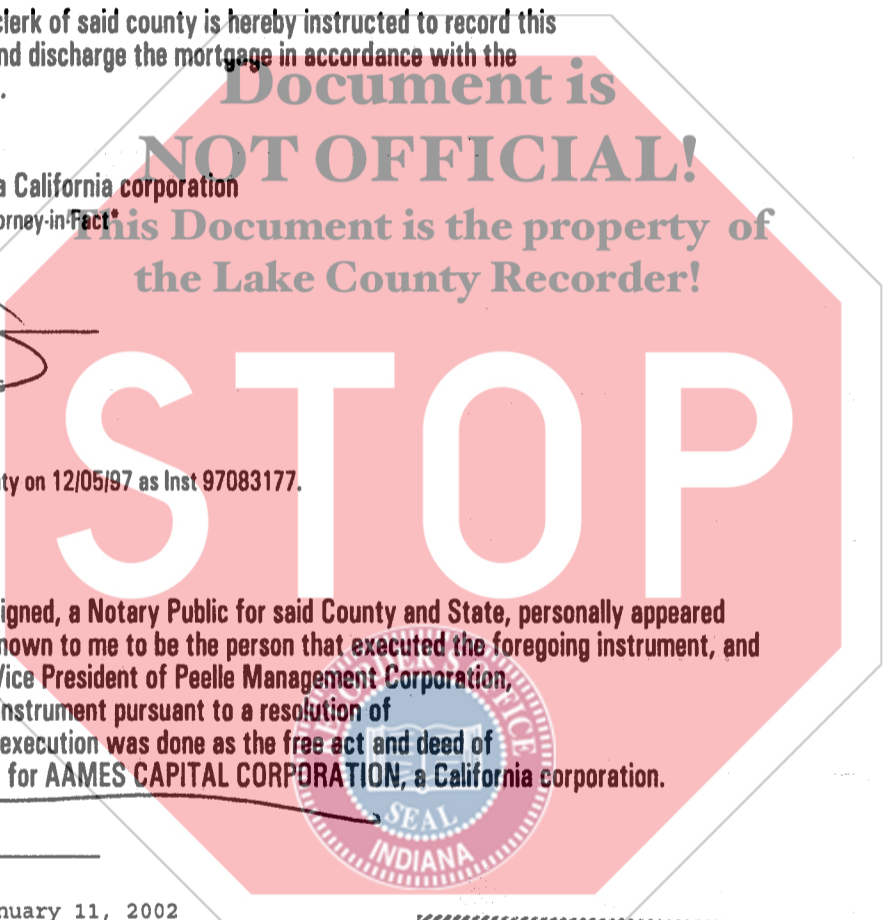 clerk of said county is hereby instructed to record this
nd discharge the mortgage in accordance with the
.
Document is
NOT OFFICIAL!
a California corporation
orney-in-Fact*
This Document is the property of
the Lake County Recorder!
STOP
ty on 12/05/97 as Inst 97083177.
igned, a Notary Public for said County and State, personally appeared
nown to me to be the person that executed the foregoing instrument, and
Vice President of Peelle Management Corporation,
nstrument pursuant to a resolution of
execution was done as the free act and deed of
for AAMES CAPITAL CORPORATION, a California corporation.
RECORDER'S OFFICE
SEAL
INDIANA
nuary 11, 2002